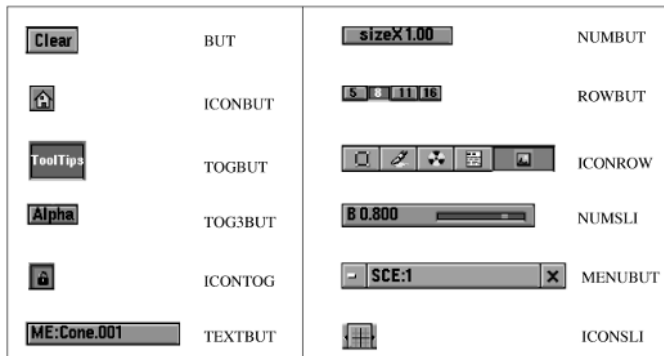 Clear BUT
ICONBUT
ToolTips TOGBUT
Alpha TOG3BUT
ICONTOG
ME:Cone.001 TEXTBUT
sizeX 1.00 NUMBUT
5 8 11 16 ROWBUT
ICONROW
B 0.800 NUMSLI
SCE:1 MENUBUT
ICONSLI